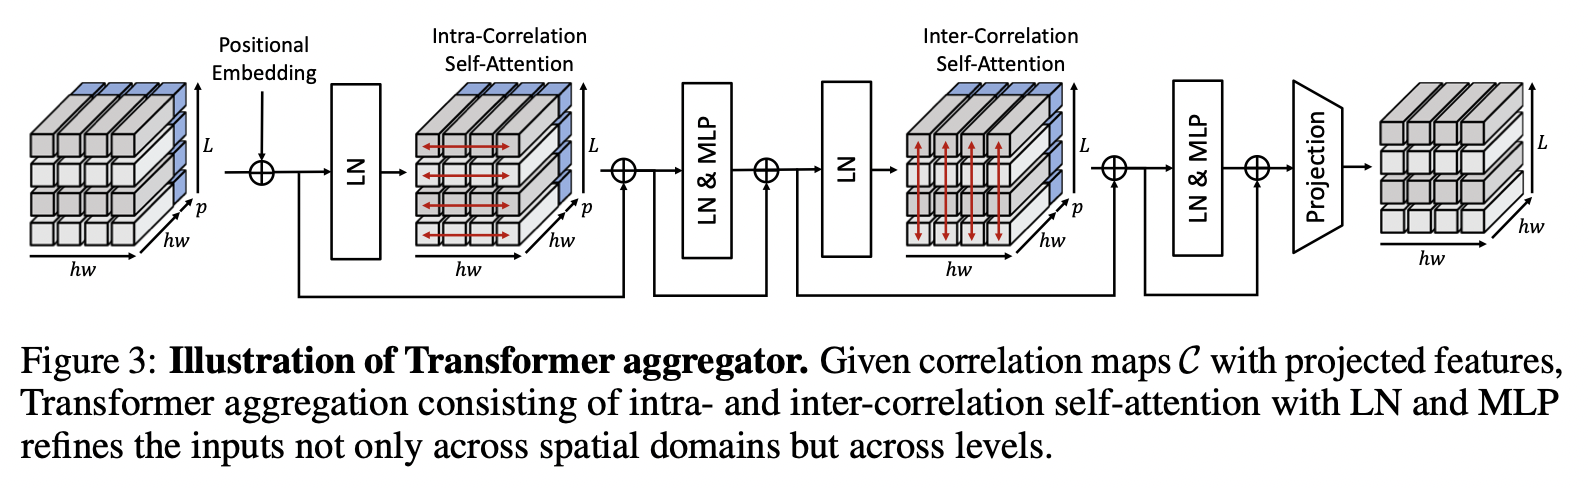 Positional
Embedding
Intra-Correlation
Self-Attention
Inter-Correlation
Self-Attention
L
p
hw
hw
LN
L
p
hw
hw
LN & MLP
LN
L
p
hw
hw
LN & MLP
Projection
L
hw
hw
Figure 3: Illustration of Transformer aggregator. Given correlation maps 𝒞 with projected features,
Transformer aggregation consisting of intra- and inter-correlation self-attention with LN and MLP
refines the inputs not only across spatial domains but across levels.